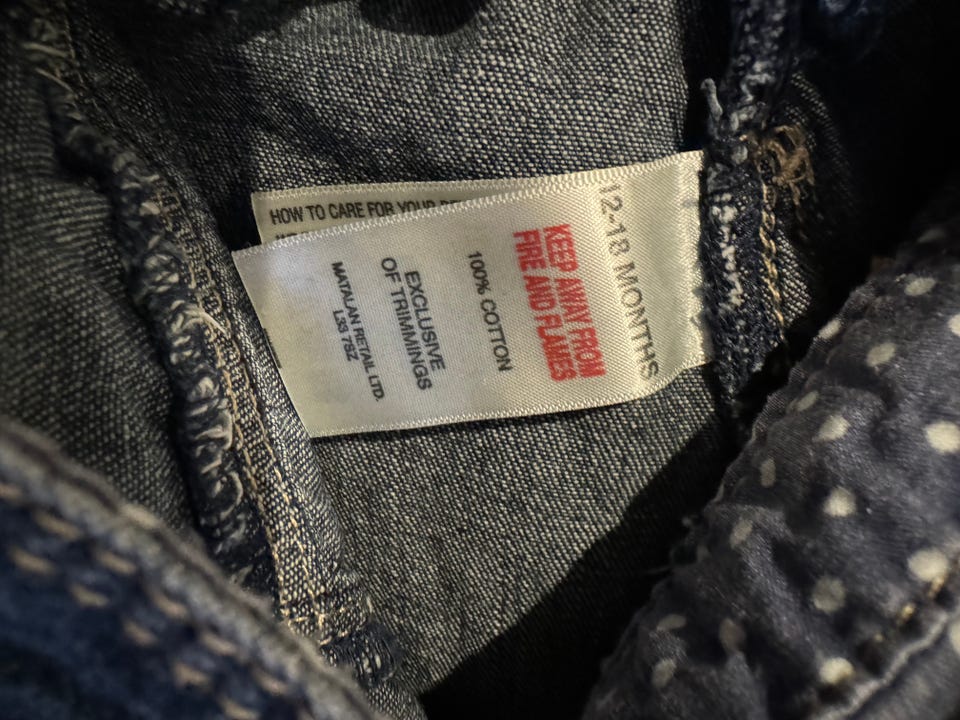 12-18 MONTHS
KEEP AWAY FROM
FIRE AND FLAMES
100% COTTON
EXCLUSIVE
OF TRIMMINGS
MATALAN RETAIL LTD.
L33 7SZ
HOW TO CARE FOR YOUR